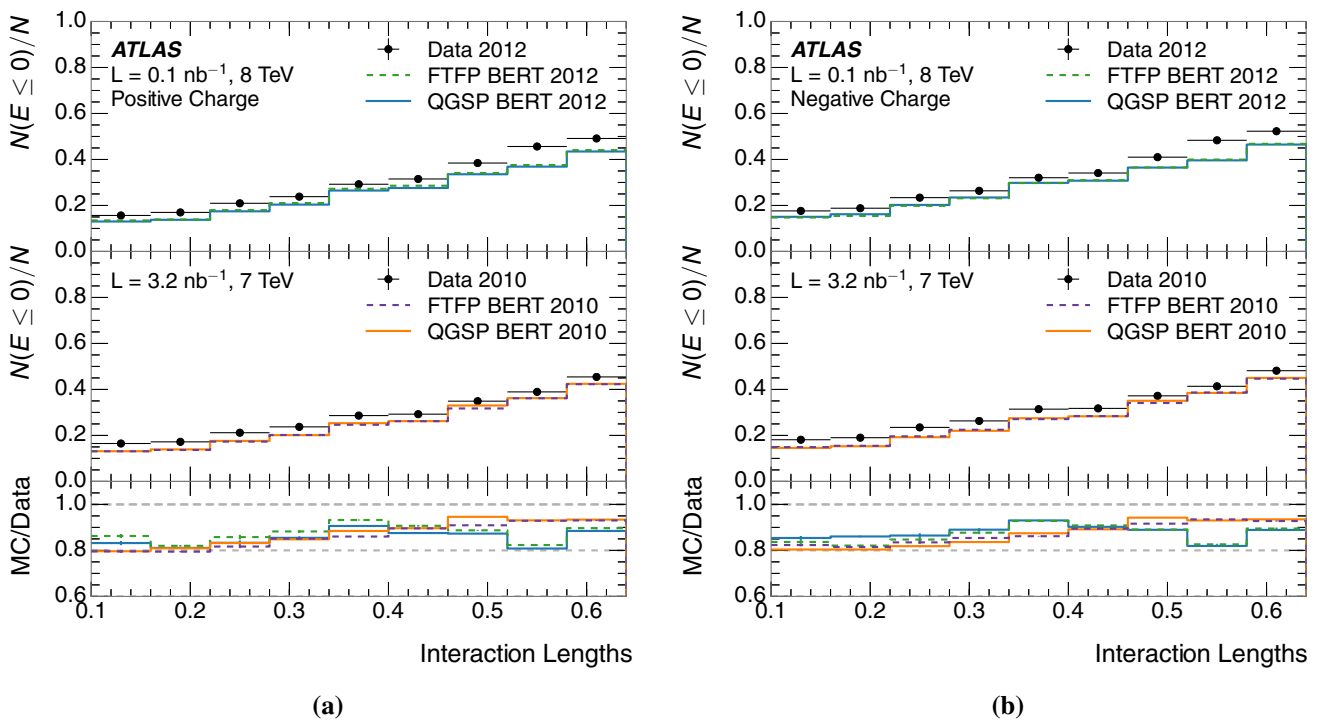 N(E ≤ 0)/N
1.0
0.8
0.6
0.4
0.2
0.0
ATLAS
L = 0.1 nb⁻¹, 8 TeV
Positive Charge
Data 2012
FTFP BERT 2012
QGSP BERT 2012
N(E ≤ 0)/N
0.8
0.6
0.4
0.2
0.0
L = 3.2 nb⁻¹, 7 TeV
Data 2010
FTFP BERT 2010
QGSP BERT 2010
MC/Data
1.0
0.8
0.6
0.1 0.2 0.3 0.4 0.5 0.6
Interaction Lengths
(a)
N(E ≤ 0)/N
1.0
0.8
0.6
0.4
0.2
0.0
ATLAS
L = 0.1 nb⁻¹, 8 TeV
Negative Charge
Data 2012
FTFP BERT 2012
QGSP BERT 2012
N(E ≤ 0)/N
0.8
0.6
0.4
0.2
0.0
L = 3.2 nb⁻¹, 7 TeV
Data 2010
FTFP BERT 2010
QGSP BERT 2010
MC/Data
1.0
0.8
0.6
0.1 0.2 0.3 0.4 0.5 0.6
Interaction Lengths
(b)